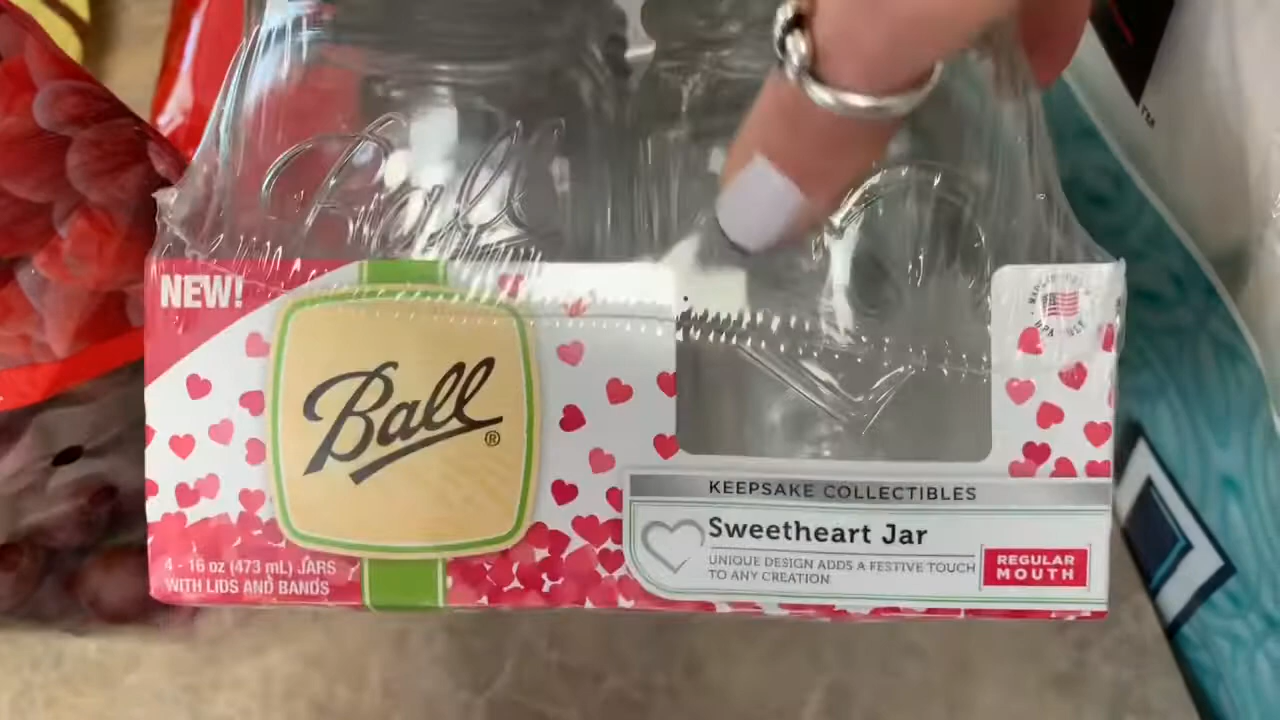 Ball
NEW!
Ball®
KEEPSAKE COLLECTIBLES
Sweetheart Jar
UNIQUE DESIGN ADDS A FESTIVE TOUCH
TO ANY CREATION
REGULAR
MOUTH
4 - 16 oz (473 mL) JARS
WITH LIDS AND BANDS
TM